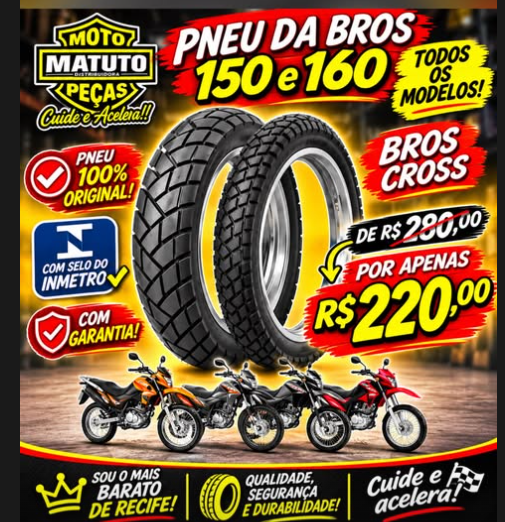 MOTO
MATUTO
DISTRIBUIDORA
PEÇAS
Cuide e Acelera!!
PNEU DA BROS
150 e 160
TODOS
OS
MODELOS!
PNEU
100%
ORIGINAL!
BROS
CROSS
COM SELO DO
INMETRO
DE R$ 280,00
POR APENAS
R$220,00
COM
GARANTIA!
SOU O MAIS
BARATO
DE RECIFE!
QUALIDADE,
SEGURANÇA
E DURABILIDADE!
Cuide e
acelera!